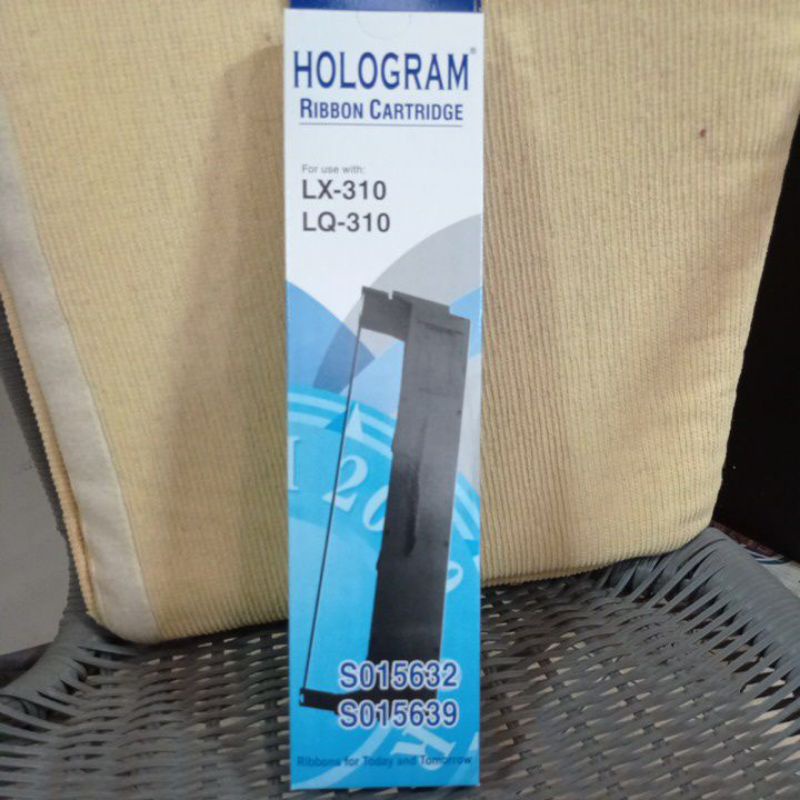 HOLOGRAM®
RIBBON CARTRIDGE
For use with:
LX-310
LQ-310
S015632
S015639
Ribbons for Today and Tomorrow